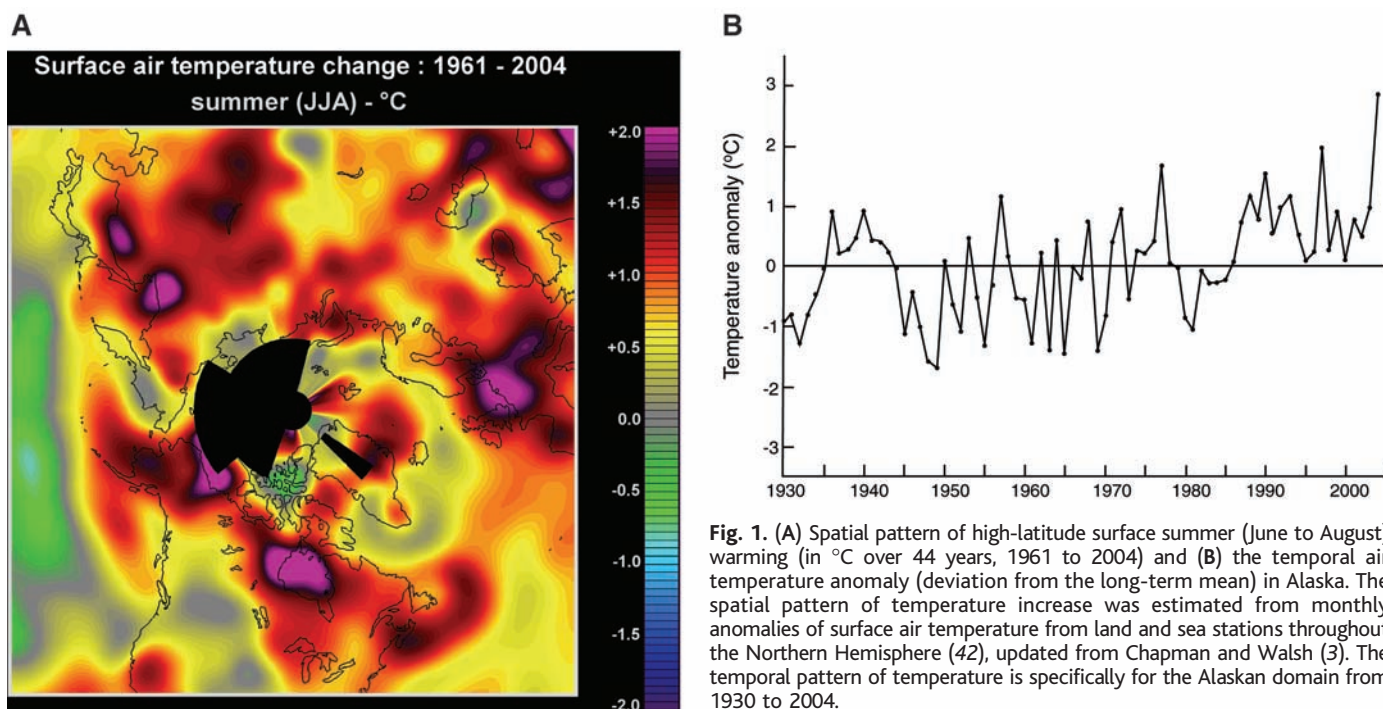 A
Surface air temperature change : 1961 - 2004
summer (JJA) - °C
+2.0
+1.5
+1.0
+0.5
0.0
-0.5
-1.0
-1.5
-2.0
B
Temperature anomaly (°C)
3
2
1
0
-1
-2
-3
1930 1940 1950 1960 1970 1980 1990 2000
Fig. 1. (A) Spatial pattern of high-latitude surface summer (June to August)
warming (in °C over 44 years, 1961 to 2004) and (B) the temporal air
temperature anomaly (deviation from the long-term mean) in Alaska. The
spatial pattern of temperature increase was estimated from monthly
anomalies of surface air temperature from land and sea stations throughout
the Northern Hemisphere (42), updated from Chapman and Walsh (3). The
temporal pattern of temperature is specifically for the Alaskan domain from
1930 to 2004.